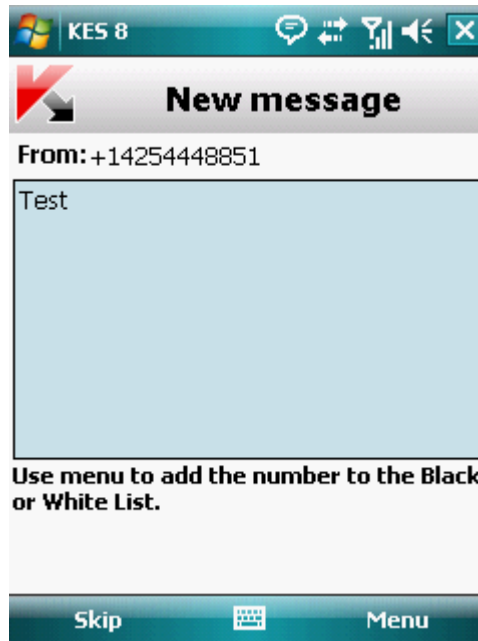 KES 8
New message
From: +14254448851
Test
Use menu to add the number to the Black
or White List.
Skip
Menu